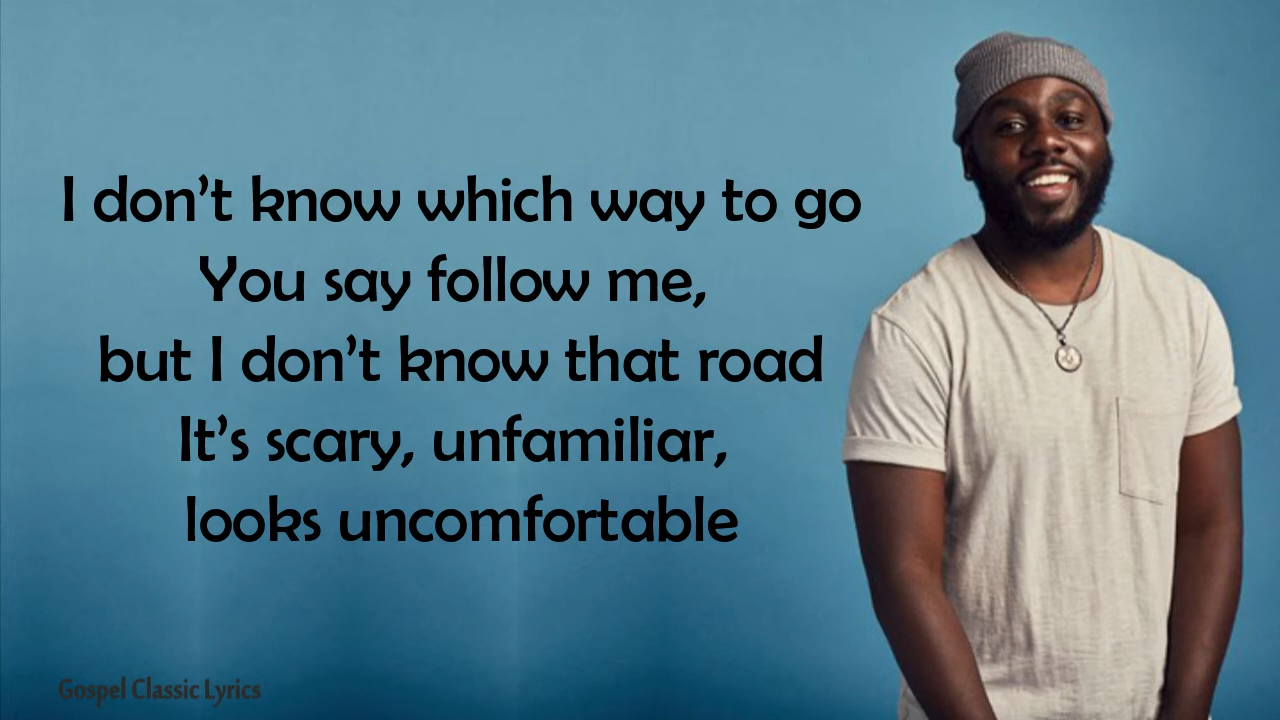 I don’t know which way to go
You say follow me,
but I don’t know that road
It’s scary, unfamiliar,
looks uncomfortable
Gospel Classic Lyrics